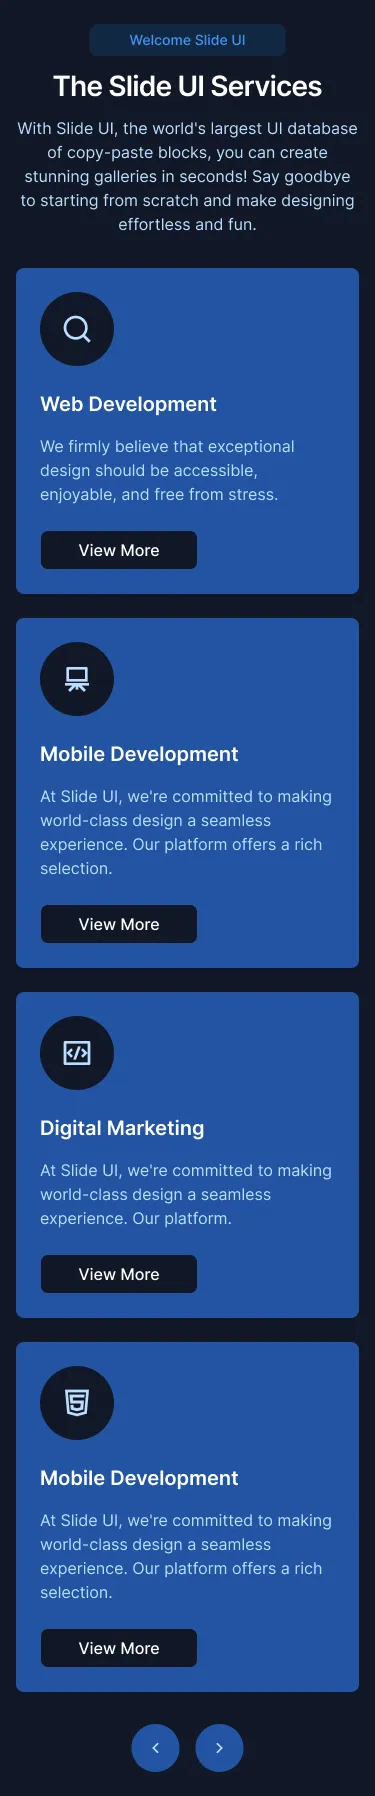 Welcome Slide UI
The Slide UI Services
With Slide UI, the world's largest UI database
of copy-paste blocks, you can create
stunning galleries in seconds! Say goodbye
to starting from scratch and make designing
effortless and fun.
Web Development
We firmly believe that exceptional
design should be accessible,
enjoyable, and free from stress.
View More
Mobile Development
At Slide UI, we're committed to making
world-class design a seamless
experience. Our platform offers a rich
selection.
View More
Digital Marketing
At Slide UI, we're committed to making
world-class design a seamless
experience. Our platform.
View More
Mobile Development
At Slide UI, we're committed to making
world-class design a seamless
experience. Our platform offers a rich
selection.
View More